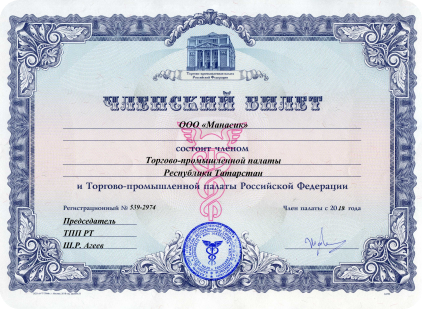 Торгово-промышленная палата
Российской Федерации
ЧЛЕНСКИЙ БИЛЕТ
ООО «Манасик»
состоит членом
Торгово-промышленной палаты
Республики Татарстан
и Торгово-промышленной палаты Российской Федерации
Регистрационный № 539-2974
Член палаты с 2018 года
Председатель
ТПП РТ
Ш.Р. Агеев